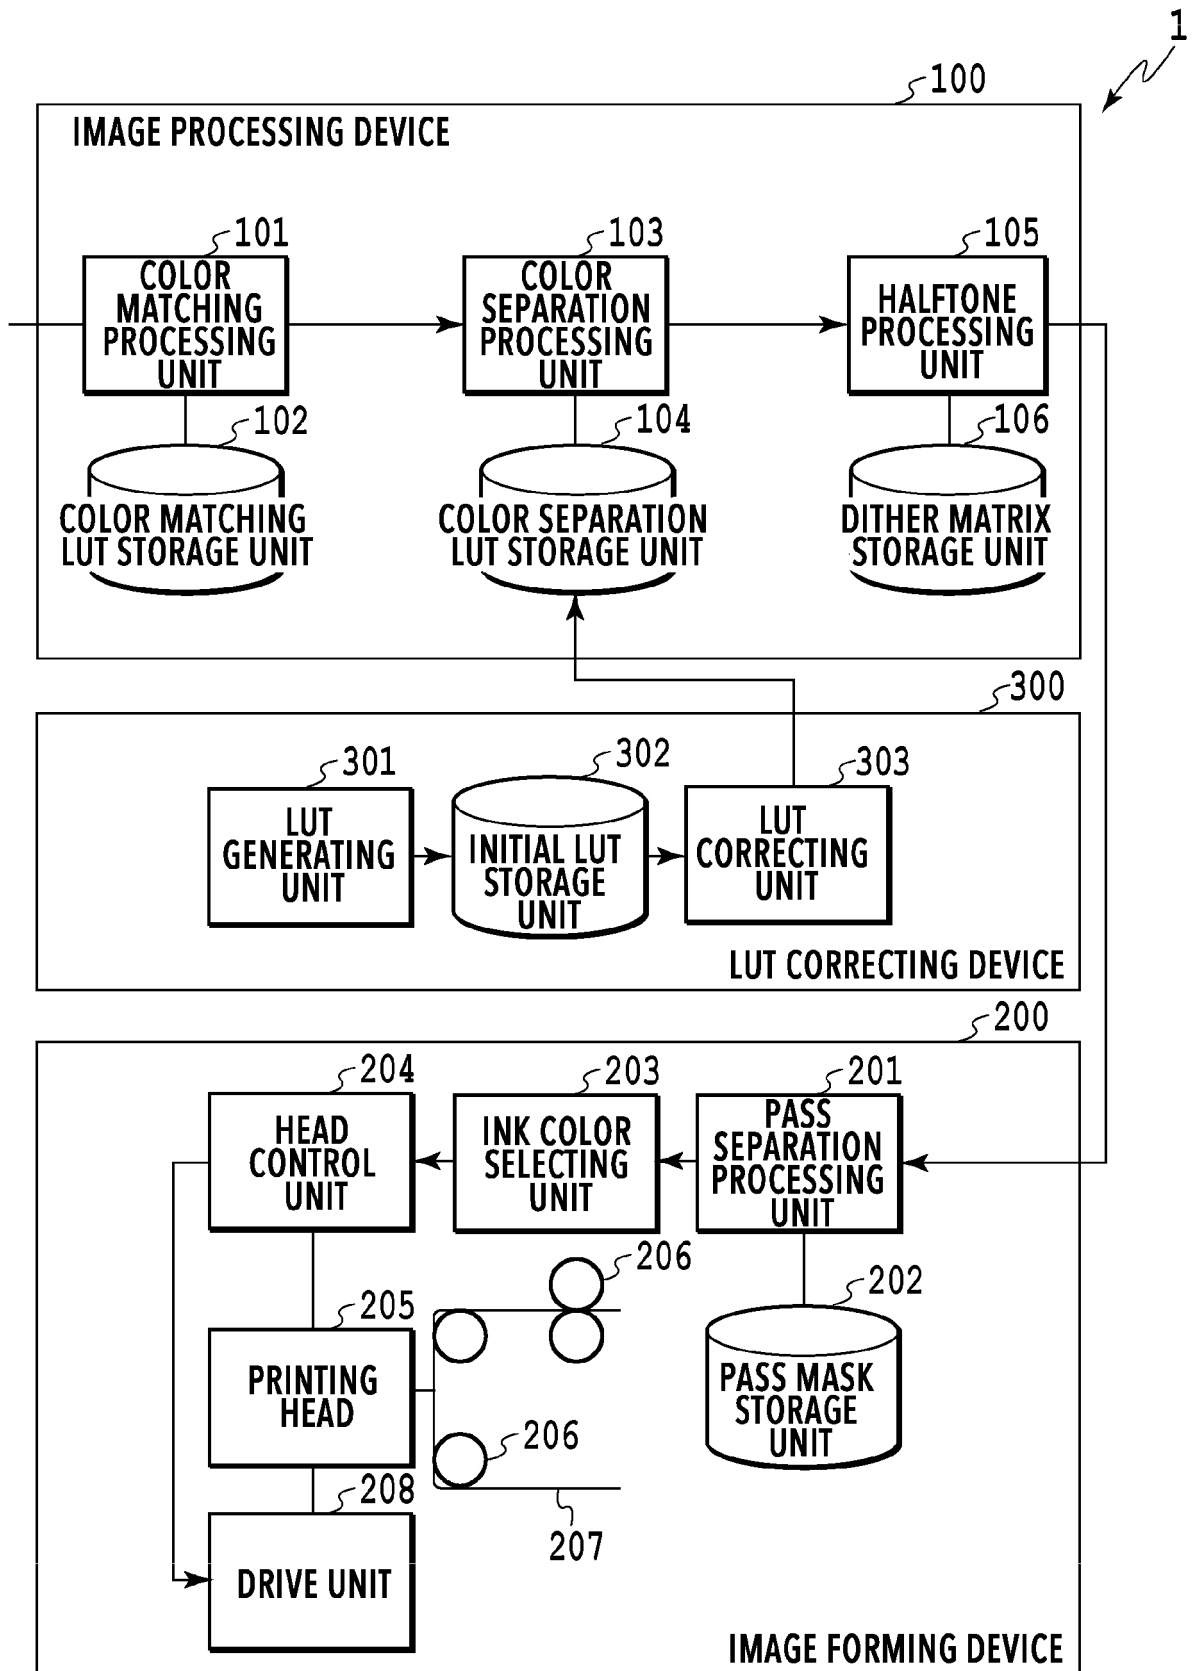 1
100
IMAGE PROCESSING DEVICE
101
COLOR
MATCHING
PROCESSING
UNIT
103
COLOR
SEPARATION
PROCESSING
UNIT
105
HALFTONE
PROCESSING
UNIT
102
COLOR MATCHING
LUT STORAGE UNIT
104
COLOR SEPARATION
LUT STORAGE UNIT
106
DITHER MATRIX
STORAGE UNIT
300
301
LUT
GENERATING
UNIT
302
INITIAL LUT
STORAGE
UNIT
303
LUT
CORRECTING
UNIT
LUT CORRECTING DEVICE
200
204
HEAD
CONTROL
UNIT
203
INK COLOR
SELECTING
UNIT
201
PASS
SEPARATION
PROCESSING
UNIT
205
PRINTING
HEAD
206
202
PASS MASK
STORAGE
UNIT
206
207
208
DRIVE UNIT
IMAGE FORMING DEVICE